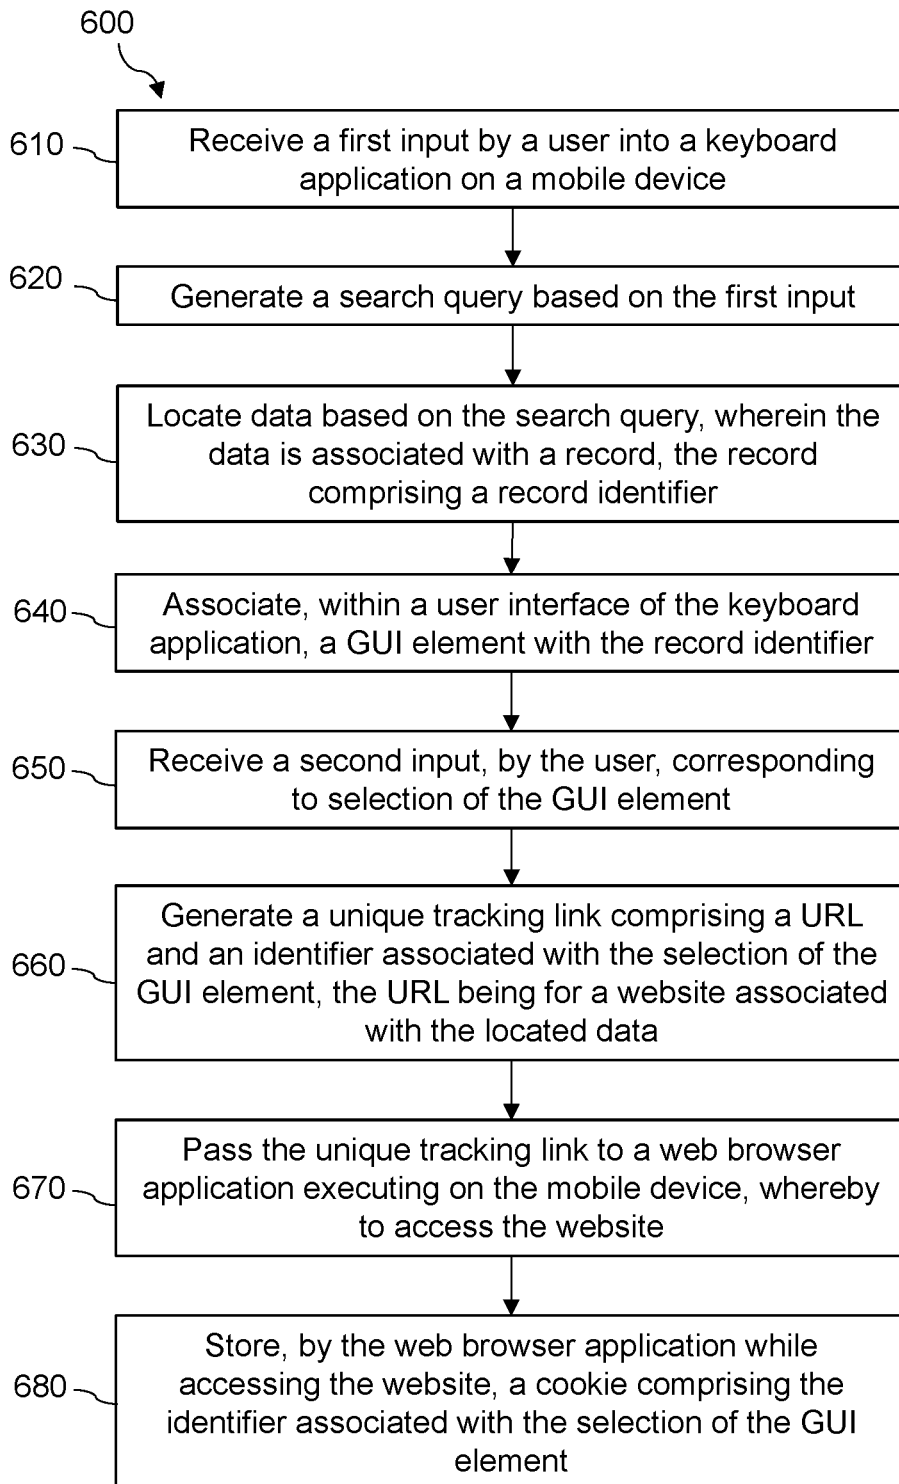 600
610
Receive a first input by a user into a keyboard
application on a mobile device
620
Generate a search query based on the first input
630
Locate data based on the search query, wherein the
data is associated with a record, the record
comprising a record identifier
640
Associate, within a user interface of the keyboard
application, a GUI element with the record identifier
650
Receive a second input, by the user, corresponding
to selection of the GUI element
660
Generate a unique tracking link comprising a URL
and an identifier associated with the selection of the
GUI element, the URL being for a website associated
with the located data
670
Pass the unique tracking link to a web browser
application executing on the mobile device, whereby
to access the website
680
Store, by the web browser application while
accessing the website, a cookie comprising the
identifier associated with the selection of the GUI
element